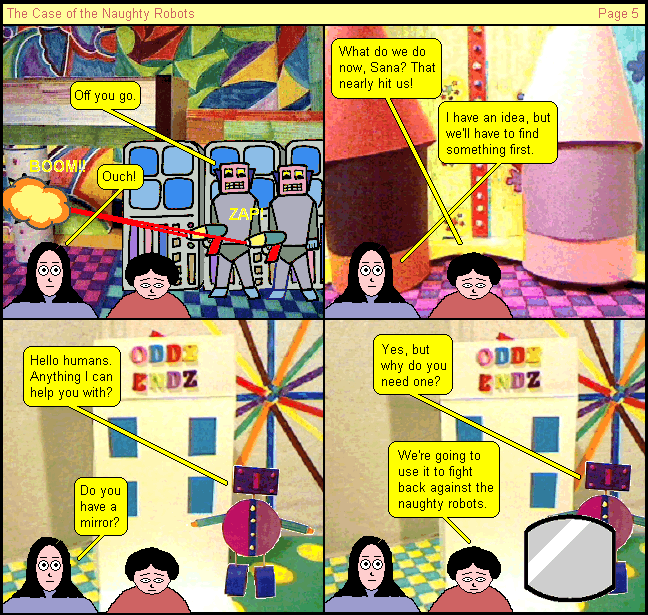 The Case of the Naughty Robots
Page 5
Off you go.
BOOM!!
Ouch!
ZAP!
What do we do
now, Sana? That
nearly hit us!
I have an idea, but
we'll have to find
something first.
ODDZ
ENDZ
Hello humans.
Anything I can
help you with?
Do you
have a
mirror?
ODDZ
ENDZ
Yes, but
why do you
need one?
We're going to
use it to fight
back against the
naughty robots.